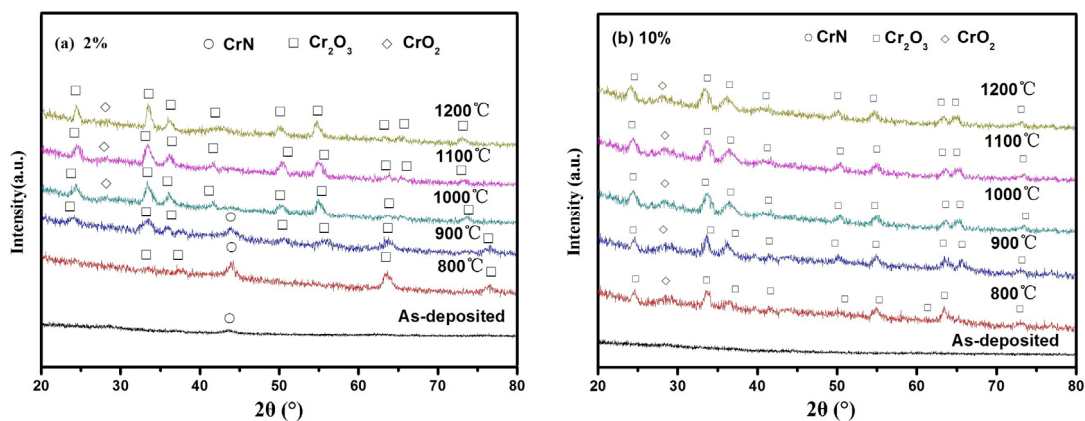 (a) 2%
CrN
Cr₂O₃
CrO₂
1200℃
1100℃
1000℃
900℃
800℃
As-deposited
Intensity(a.u.)
20 30 40 50 60 70 80
2θ (°)
(b) 10%
CrN
Cr₂O₃
CrO₂
1200℃
1100℃
1000℃
900℃
800℃
As-deposited
Intensity (a.u.)
20 30 40 50 60 70 80
2θ (°)